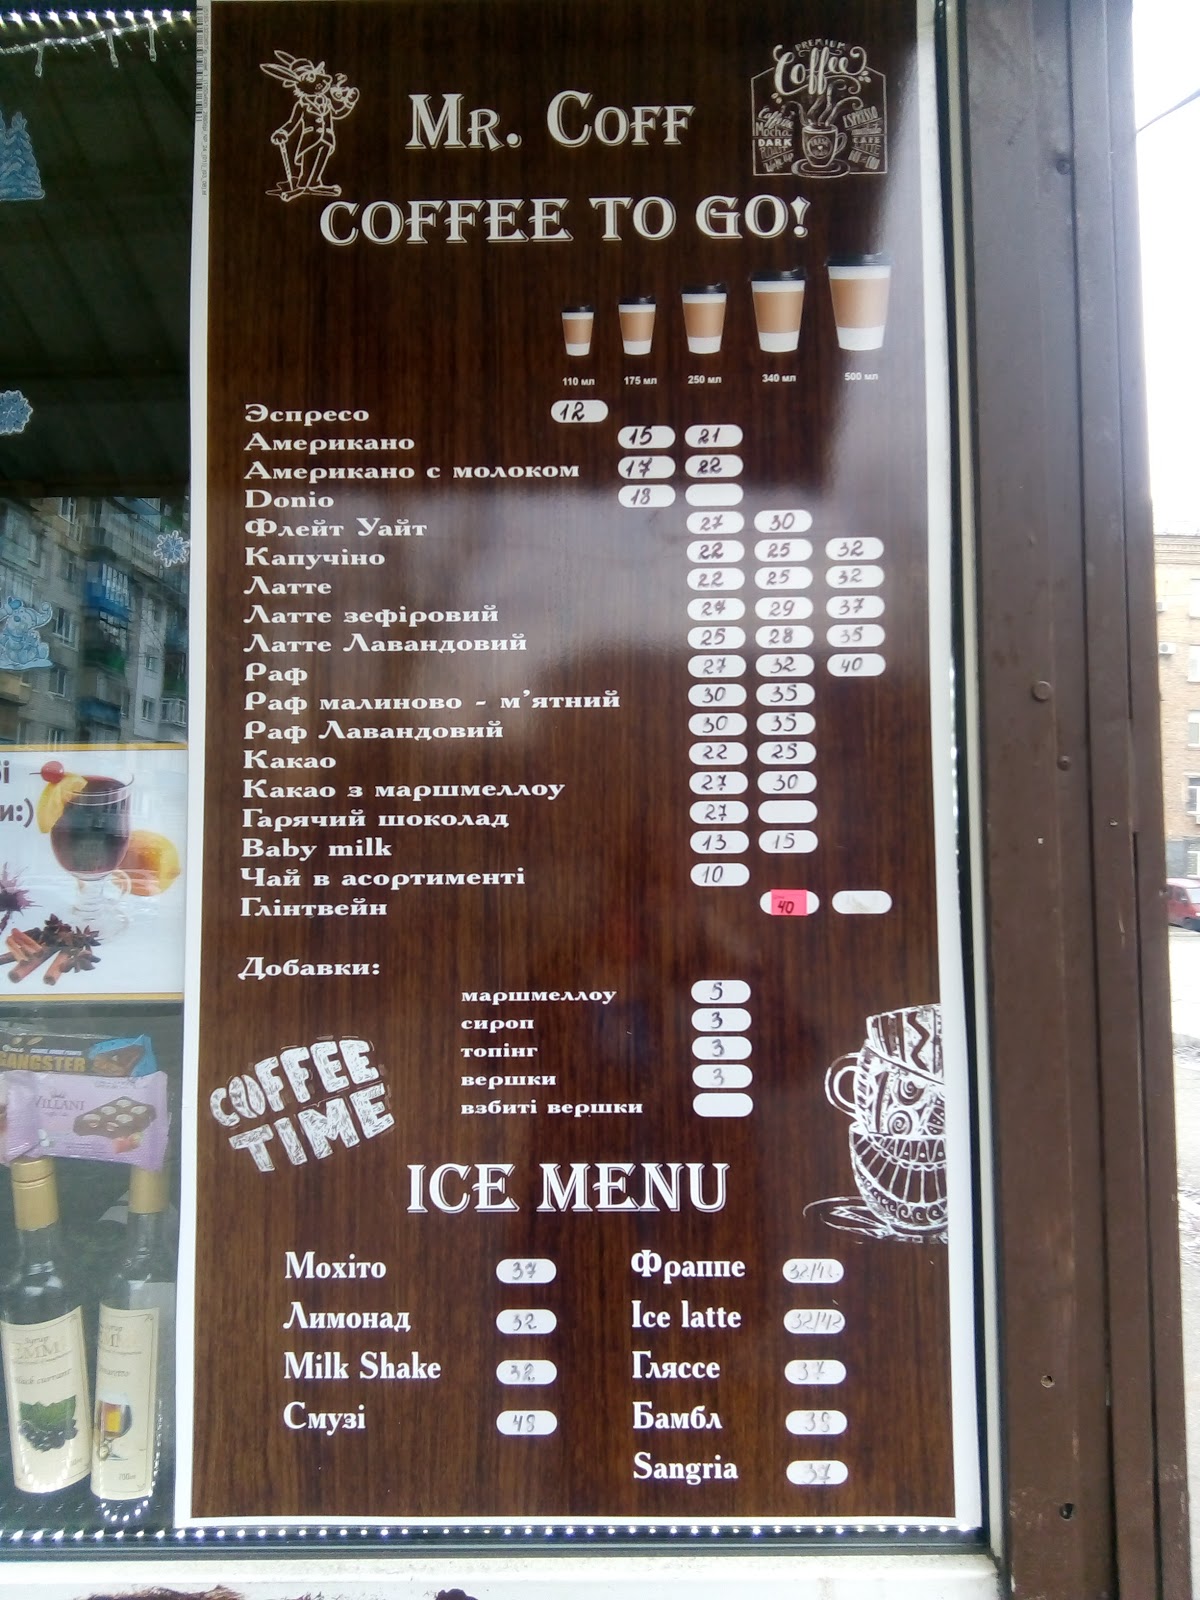 Mr. Coff
PREMIUM
Coffee
Mocha
DARK
ESPRESSO
COFFEE TO GO!
110 мл 175 мл 250 мл 340 мл 500 мл
Эспресо 12
Американо 15 21
Американо с молоком 17 22
Donio 18
Флейт Уайт 27 30
Капучіно 22 25 32
Латте 22 25 32
Латте зефіровий 27 29 37
Латте Лавандовий 25 28 35
Раф 27 32 40
Раф малиново - м'ятний 30 35
Раф Лавандовий 30 35
Какао 22 25
Какао з маршмеллоу 27 30
Гарячий шоколад 27
Baby milk 13 15
Чай в асортименті 10
Глінтвейн 40
Добавки:
маршмеллоу 5
сироп 3
топінг 3
вершки 3
взбиті вершки
COFFEE
TIME
ICE MENU
Мохіто 37 Фраппе 32/42
Лимонад 32 Ice latte 32/42
Milk Shake 32 Гляссе 37
Смузі 48 Бамбл 38
Sangria 37
и:)
GANGSTER
VILLANI